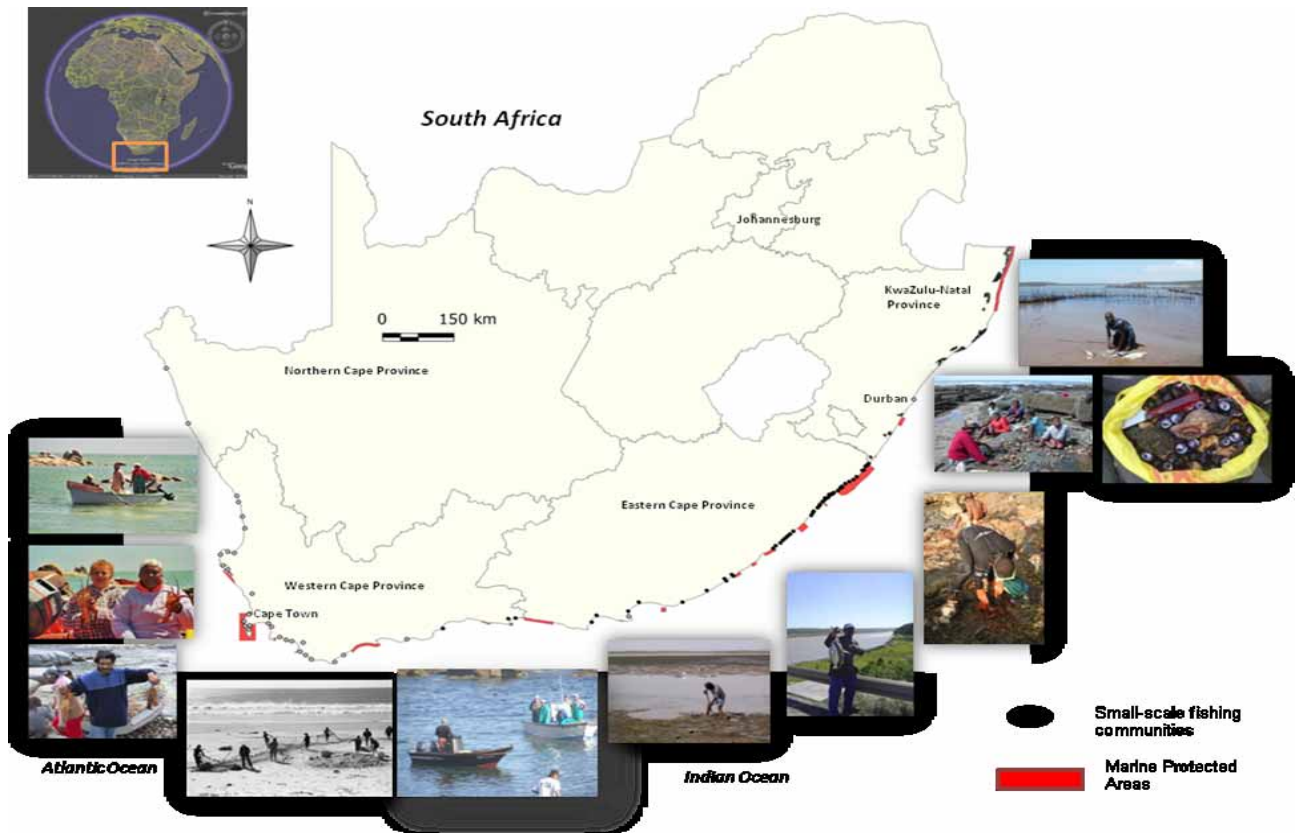 South Africa
N
Johannesburg
KwaZulu-Natal
Province
0 150 km
Northern Cape Province
Durban
Eastern Cape Province
Western Cape Province
Cape Town
Small-scale fishing
communities
Atlantic Ocean
Indian Ocean
Marine Protected
Areas